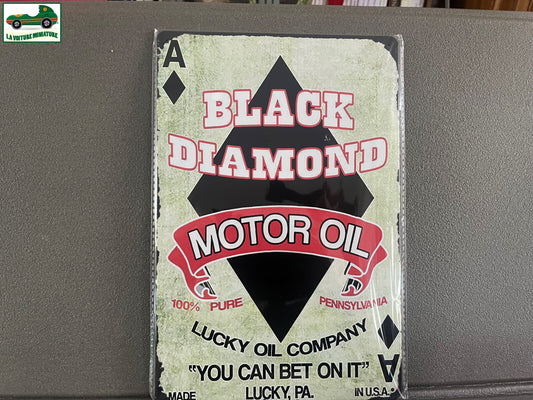 LA VOITURE MINIATURE
A
BLACK
DIAMOND
MOTOR OIL
100% PURE PENNSYLVANIA
LUCKY OIL COMPANY
"YOU CAN BET ON IT"
MADE LUCKY, PA. IN U.S.A.
A